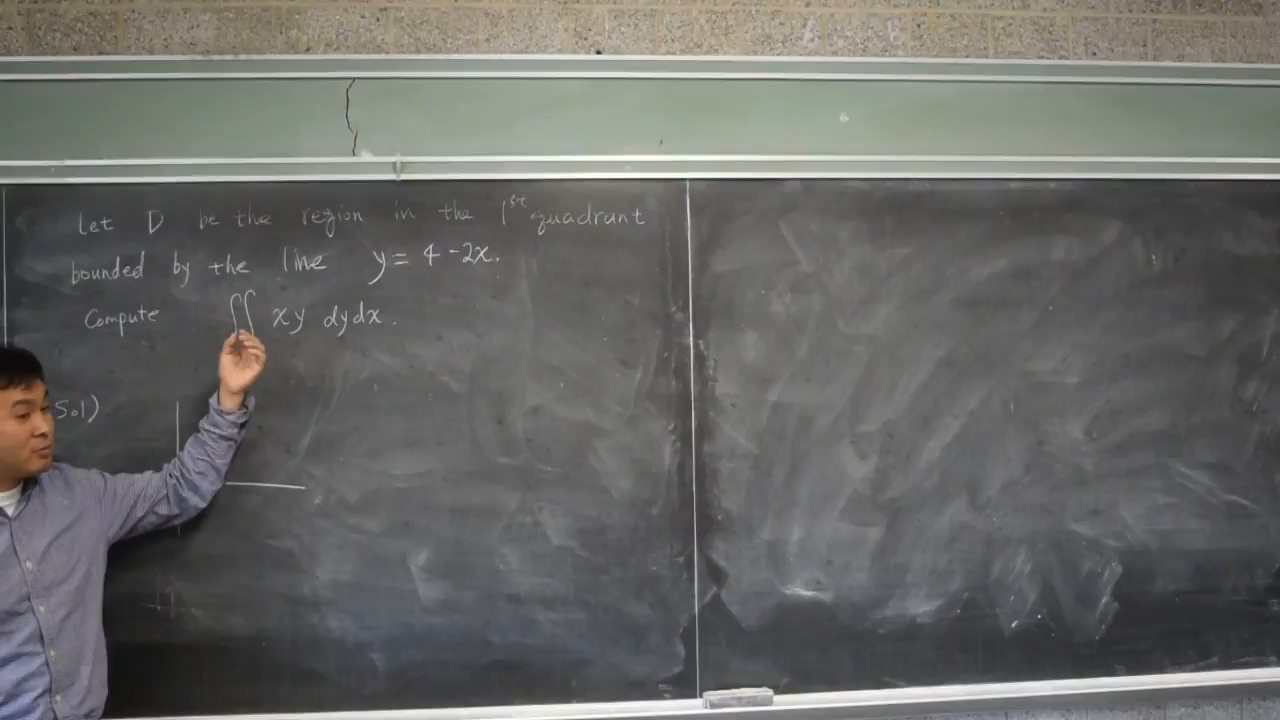 Let D be the region in the 1st quadrant
bounded by the line y = 4 -2x.
Compute ∬ xy dydx.
Sol)